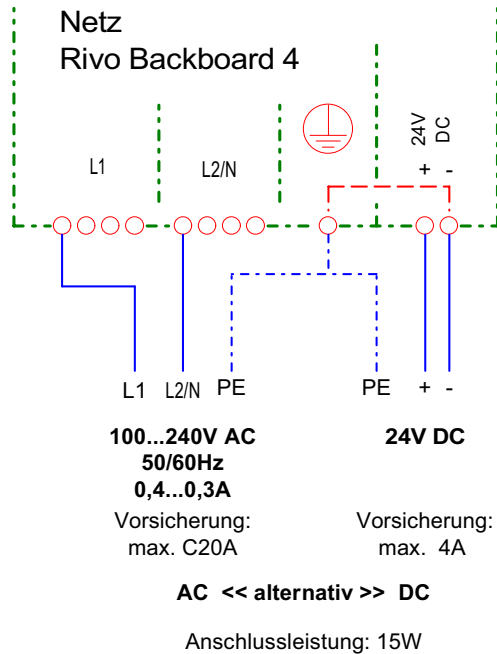 Netz
Rivo Backboard 4
24V
DC
L1
L2/N
+ -
L1 L2/N PE
PE + -
100...240V AC
50/60Hz
0,4...0,3A
24V DC
Vorsicherung:
max. C20A
Vorsicherung:
max. 4A
AC << alternativ >> DC
Anschlussleistung: 15W